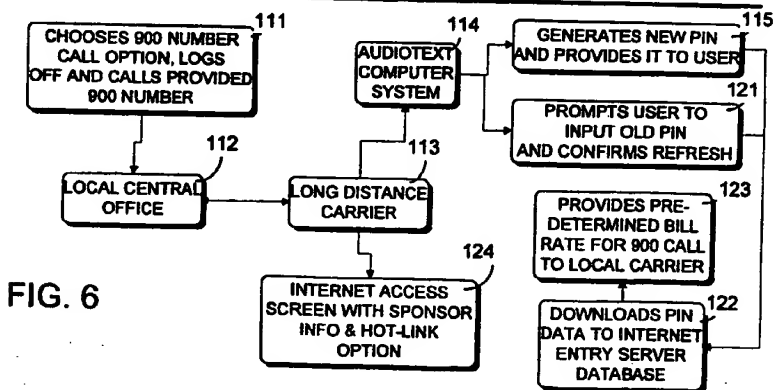 111
CHOOSES 900 NUMBER
CALL OPTION, LOGS
OFF AND CALLS PROVIDED
900 NUMBER
112
LOCAL CENTRAL
OFFICE
113
LONG DISTANCE
CARRIER
114
AUDIOTEXT
COMPUTER
SYSTEM
115
GENERATES NEW PIN
AND PROVIDES IT TO USER
121
PROMPTS USER TO
INPUT OLD PIN
AND CONFIRMS REFRESH
123
PROVIDES PRE-
DETERMINED BILL
RATE FOR 900 CALL
TO LOCAL CARRIER
122
DOWNLOADS PIN
DATA TO INTERNET
ENTRY SERVER
DATABASE
124
INTERNET ACCESS
SCREEN WITH SPONSOR
INFO & HOT-LINK
OPTION
FIG. 6